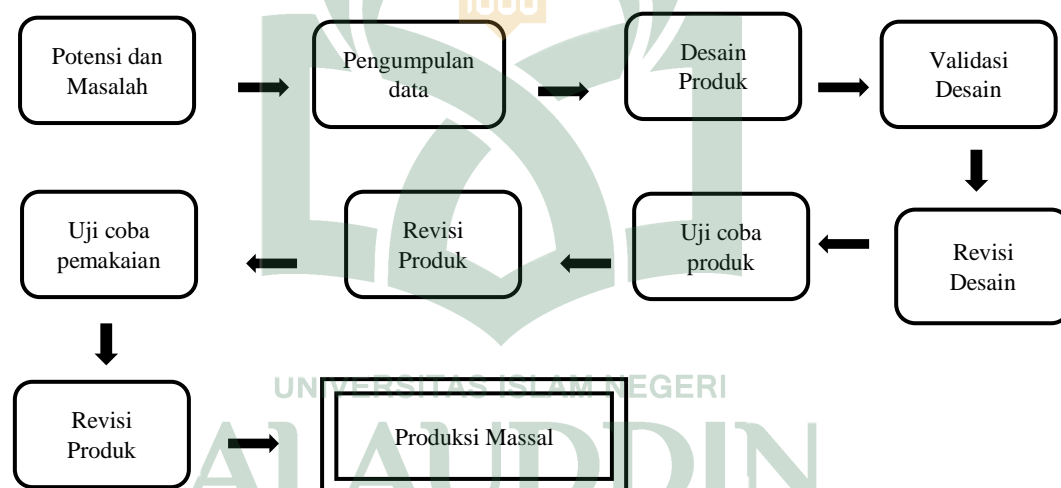 1000
Potensi dan
Masalah
Pengumpulan
data
Desain
Produk
Validasi
Desain
Uji coba
pemakaian
Revisi
Produk
Uji coba
produk
Revisi
Desain
UNIVERSITAS ISLAM NEGERI
Revisi
Produk
Produksi Massal
ALAUDDIN